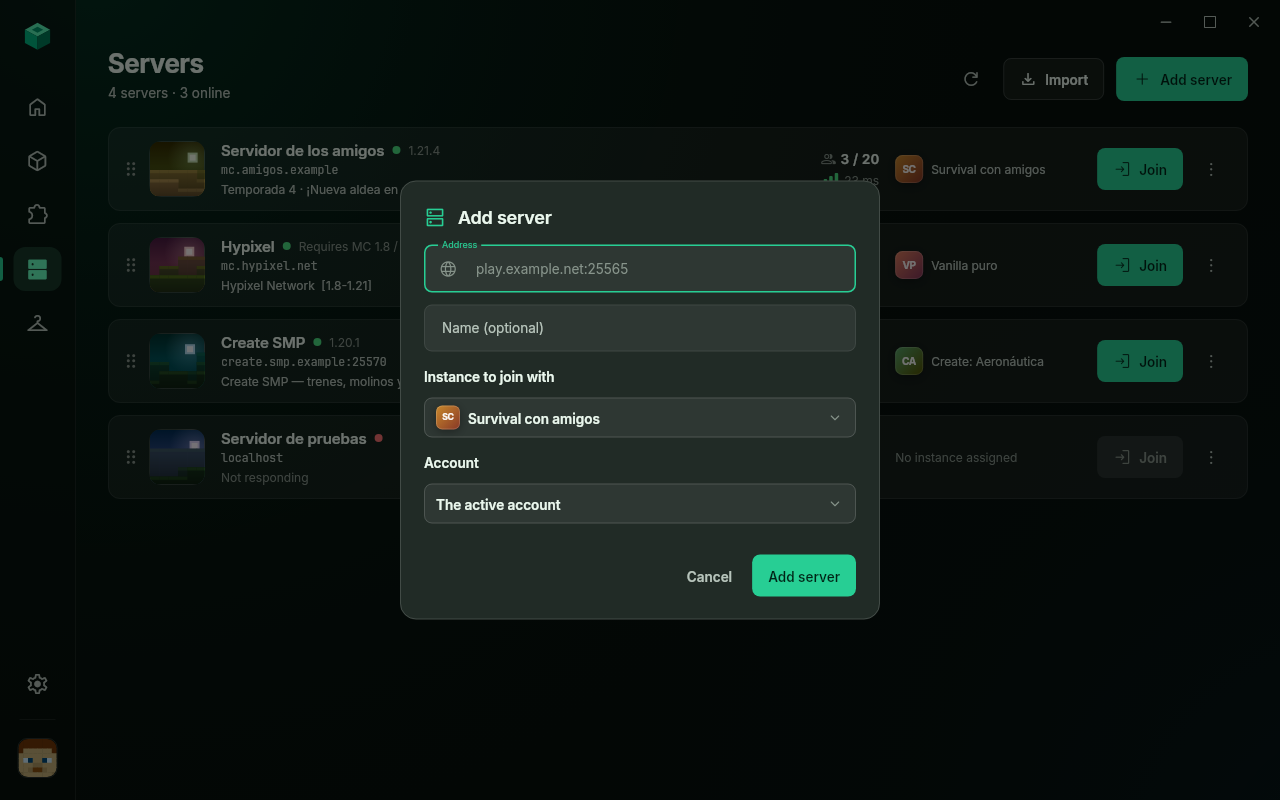 Servers
4 servers · 3 online
Import
Add server
Servidor de los amigos
1.21.4
mc.amigos.example
Temporada 4 · ¡Nueva aldea en
3 / 20
SC
Survival con amigos
Join
Hypixel
Requires MC 1.8 /
mc.hypixel.net
Hypixel Network [1.8-1.21]
VP
Vanilla puro
Join
Create SMP
1.20.1
create.smp.example:25570
Create SMP — trenes, molinos y
CA
Create: Aeronáutica
Join
Servidor de pruebas
localhost
Not responding
No instance assigned
Join
Add server
Address
play.example.net:25565
Name (optional)
Instance to join with
SC
Survival con amigos
Account
The active account
Cancel
Add server